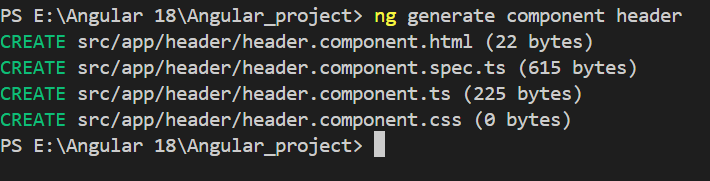 PS E:\Angular 18\Angular_project> ng generate component header
CREATE src/app/header/header.component.html (22 bytes)
CREATE src/app/header/header.component.spec.ts (615 bytes)
CREATE src/app/header/header.component.ts (225 bytes)
CREATE src/app/header/header.component.css (0 bytes)
PS E:\Angular 18\Angular_project>